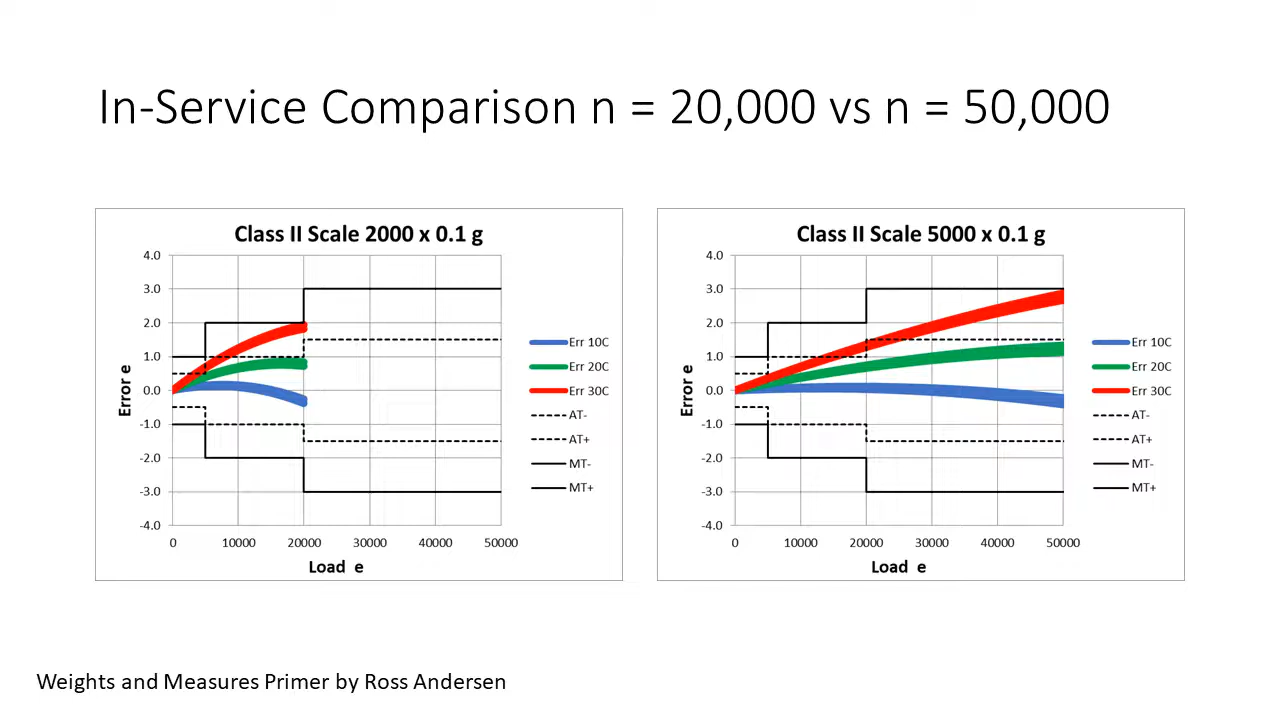 In-Service Comparison n = 20,000 vs n = 50,000
Class II Scale 2000 x 0.1 g
4.0
3.0
2.0
1.0
0.0
-1.0
-2.0
-3.0
-4.0
Error e
0 10000 20000 30000 40000 50000
Load e
Err 10C
Err 20C
Err 30C
AT-
AT+
MT-
MT+
Class II Scale 5000 x 0.1 g
4.0
3.0
2.0
1.0
0.0
-1.0
-2.0
-3.0
-4.0
Error e
0 10000 20000 30000 40000 50000
Load e
Err 10C
Err 20C
Err 30C
AT-
AT+
MT-
MT+
Weights and Measures Primer by Ross Andersen